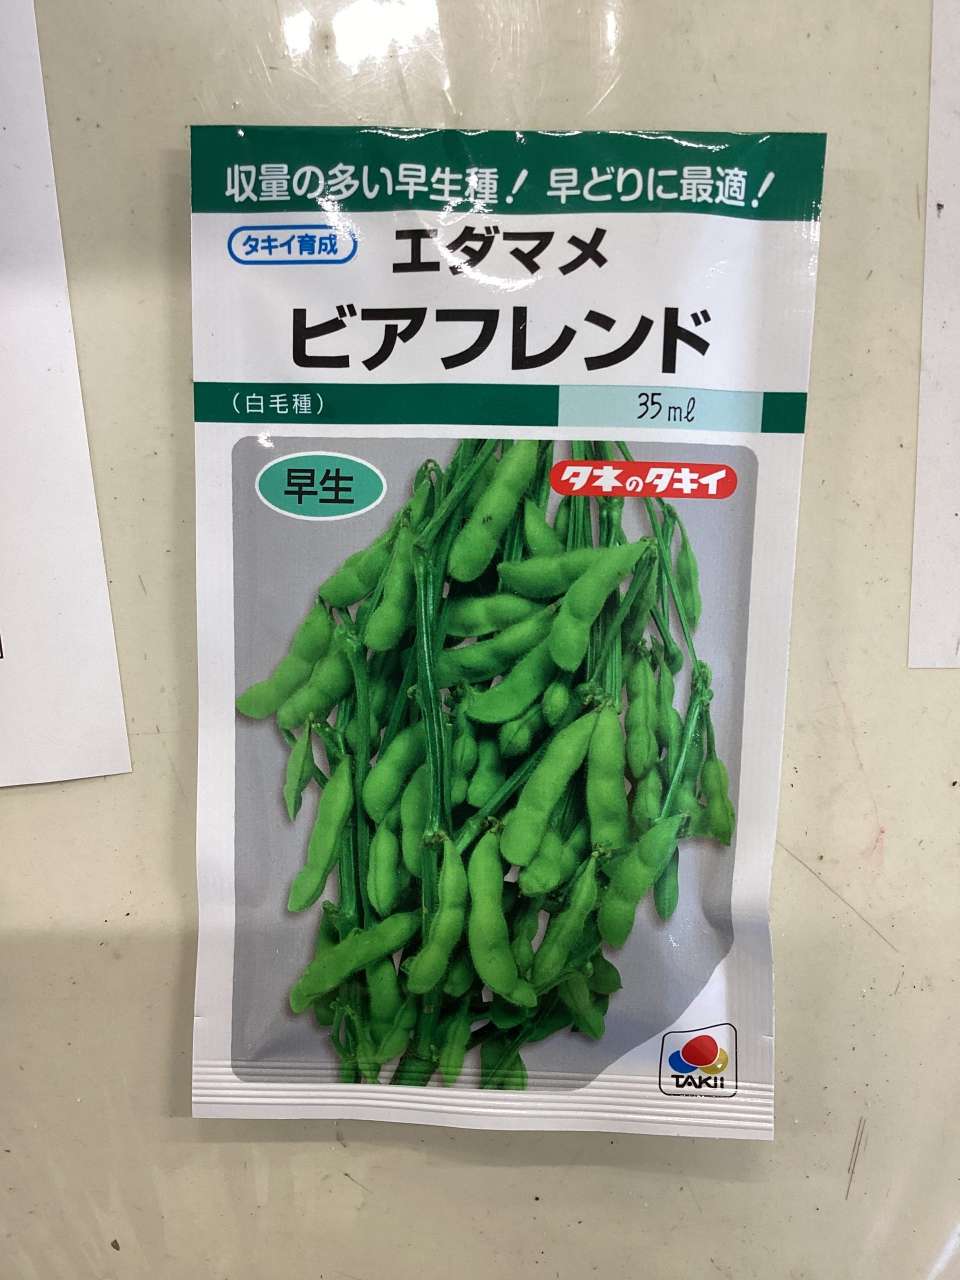 収量の多い早生種! 早どりに最適!
タキイ育成
エダマメ
ビアフレンド
(白毛種)
35ml
早生
タネのタキイ
TAKII